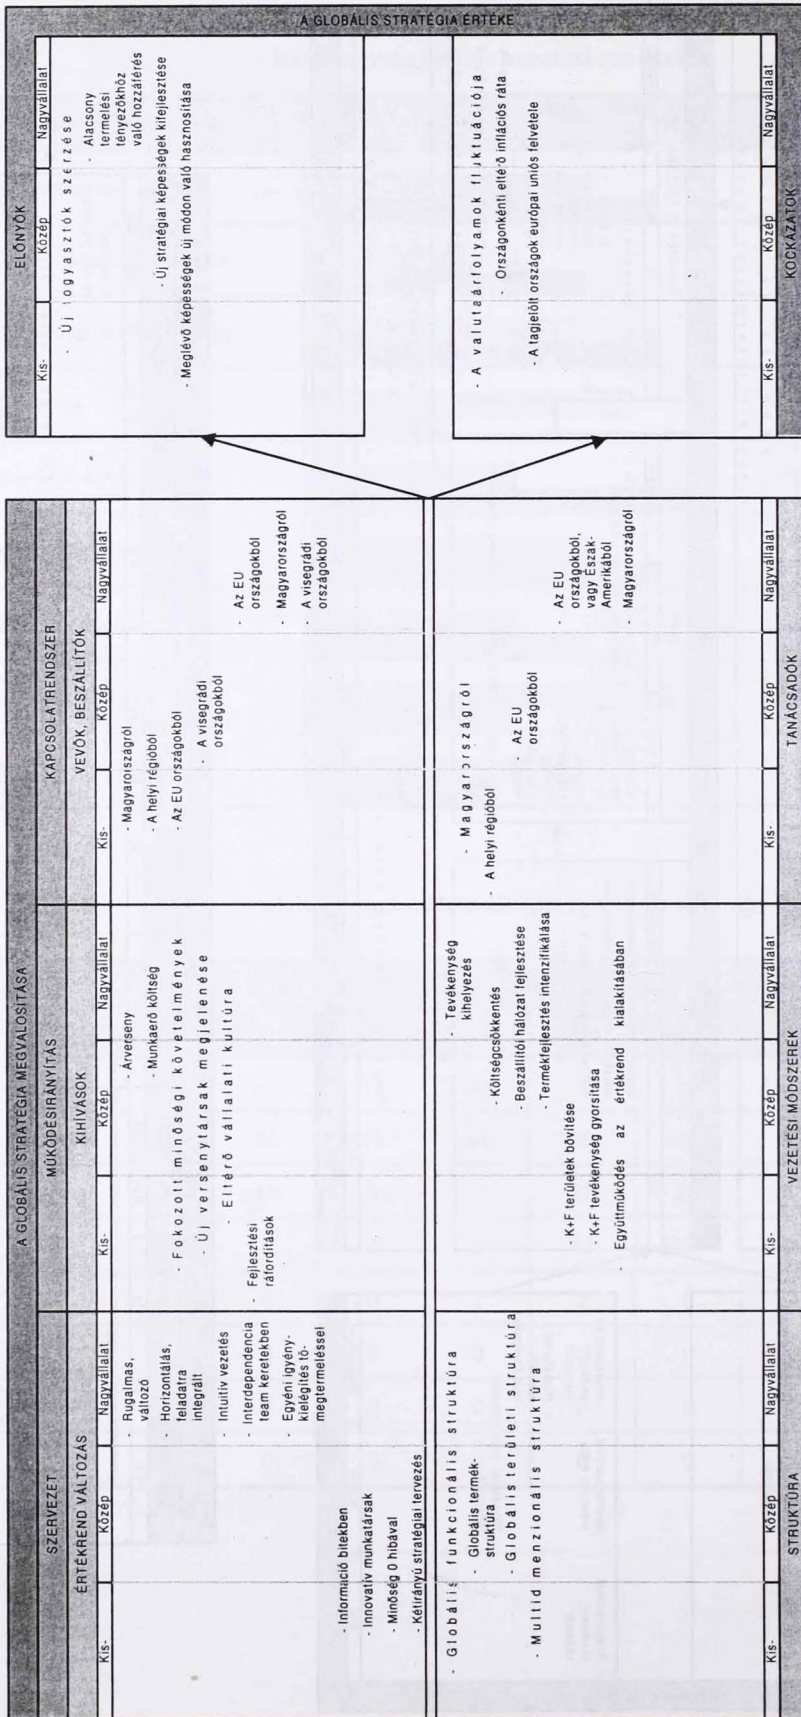 A GLOBÁLIS STRATÉGIA MEGVALÓSÍTÁSA
SZERVEZET
MŰKÖDÉSIRÁNYÍTÁS
KAPCSOLATRENDSZER
ÉRTÉKREND VÁLTOZÁS
KIHÍVÁSOK
VEVŐK, BESZÁLLÍTÓK
Kis-
Közép
Nagyvállalat
Kis-
Közép
Nagyvállalat
Kis-
Közép
Nagyvállalat
- Rugalmas,
változó
- Horizontálás,
feladatra
integrált
- Intuitív vezetés
- Interdependencia
team keretekben
- Egyéni igény-
kielégítés tö-
megtermeléssel
- Informació bitekben
- Innovatív munkatársak
- Minőség 0 hibával
- Kétirányú stratégiai tervezés
- Árverseny
- Munkaerő költség
- Fokozott minőségi követelmények
- Új versenytársak megjelenése
- Eltérő vállalati kultúra
- Fejlesztési
ráfordítások
- Magyarországról
- A helyi régióból
- Az EU országokból
- A visegrádi
országokból
- Az EU
országokból
- Magyarországról
- A visegrádi
országokból
- Globális funkcionális struktúra
- Globális termék-
struktúra
- Globális területi struktúra
- Multid menzionális struktúra
- Tevékenység
kihelyezés
- Költségcsökkentés
- Beszállítói hálózat fejlesztése
- Termékfejlesztés intenzifikálása
- K+F területek bővítése
- K+F tevékenység gyorsítása
- Együttműködés az értékrend kialakításában
- Magyarországról
- A helyi régióból
- Az EU
országokból
- Az EU
országokból,
vagy Észak-
Amerikából
- Magyarországról
Kis-
Közép
Nagyvállalat
Kis-
Közép
Nagyvállalat
Kis-
Közép
Nagyvállalat
STRUKTÚRA
VEZETÉSI MÓDSZEREK
TANÁCSADÓK
ELŐNYÖK
Kis-
Közép
Nagyvállalat
- Új fogyasztók szerzése
- Alacsony
termelési
tényezőkhöz
való hozzáférés
- Új stratégiai képességek kifejlesztése
- Meglévő képességek új módon való hasznosítása
- A valutaárfolyamok fluktuációja
- Országonkénti eltérő inflációs ráta
- A tagjelölt országok európai uniós felvétele
Kis-
Közép
Nagyvállalat
KOCKÁZATOK
A GLOBÁLIS STRATÉGIA ÉRTÉKE